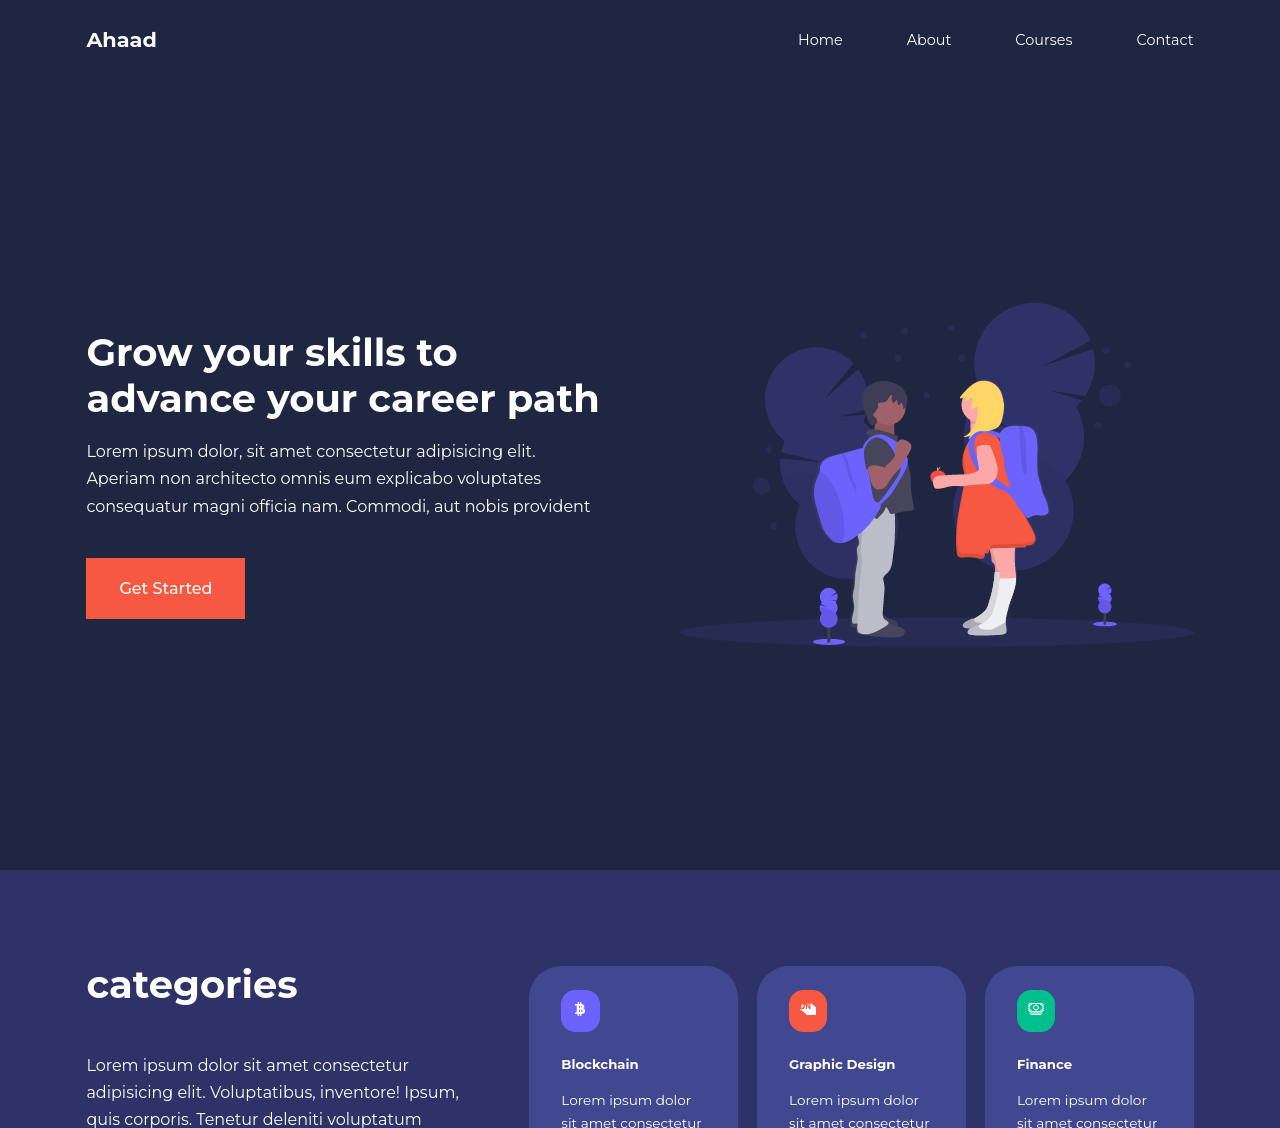 Ahaad
Home
About
Courses
Contact
Grow your skills to
advance your career path
Lorem ipsum dolor, sit amet consectetur adipisicing elit.
Aperiam non architecto omnis eum explicabo voluptates
consequatur magni officia nam. Commodi, aut nobis provident
Get Started
categories
Lorem ipsum dolor sit amet consectetur
adipisicing elit. Voluptatibus, inventore! Ipsum,
quis corporis. Tenetur deleniti voluptatum
Blockchain
Lorem ipsum dolor
sit amet consectetur
Graphic Design
Lorem ipsum dolor
sit amet consectetur
Finance
Lorem ipsum dolor
sit amet consectetur